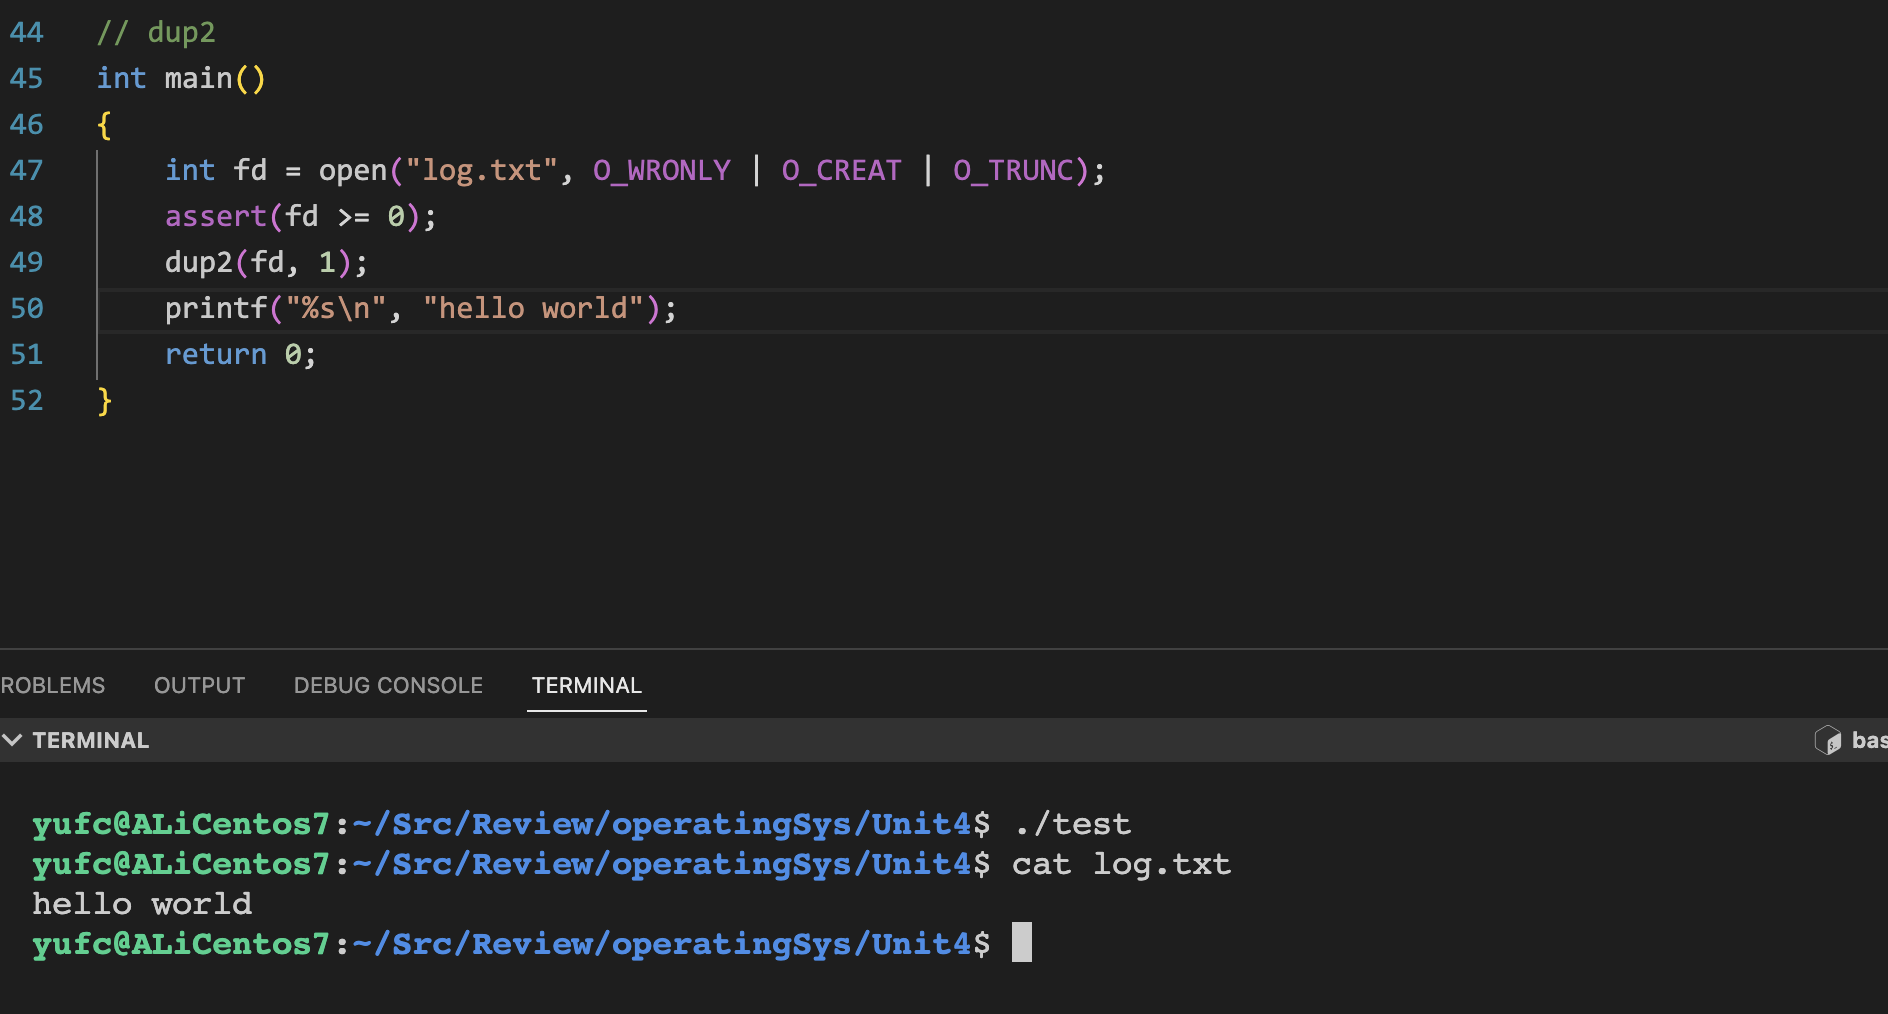 44 // dup2
45 int main()
46 {
47 int fd = open("log.txt", O_WRONLY | O_CREAT | O_TRUNC);
48 assert(fd >= 0);
49 dup2(fd, 1);
50 printf("%s\n", "hello world");
51 return 0;
52 }
ROBLEMS OUTPUT DEBUG CONSOLE TERMINAL
TERMINAL bas
yufc@ALiCentos7:~/Src/Review/operatingSys/Unit4$ ./test
yufc@ALiCentos7:~/Src/Review/operatingSys/Unit4$ cat log.txt
hello world
yufc@ALiCentos7:~/Src/Review/operatingSys/Unit4$